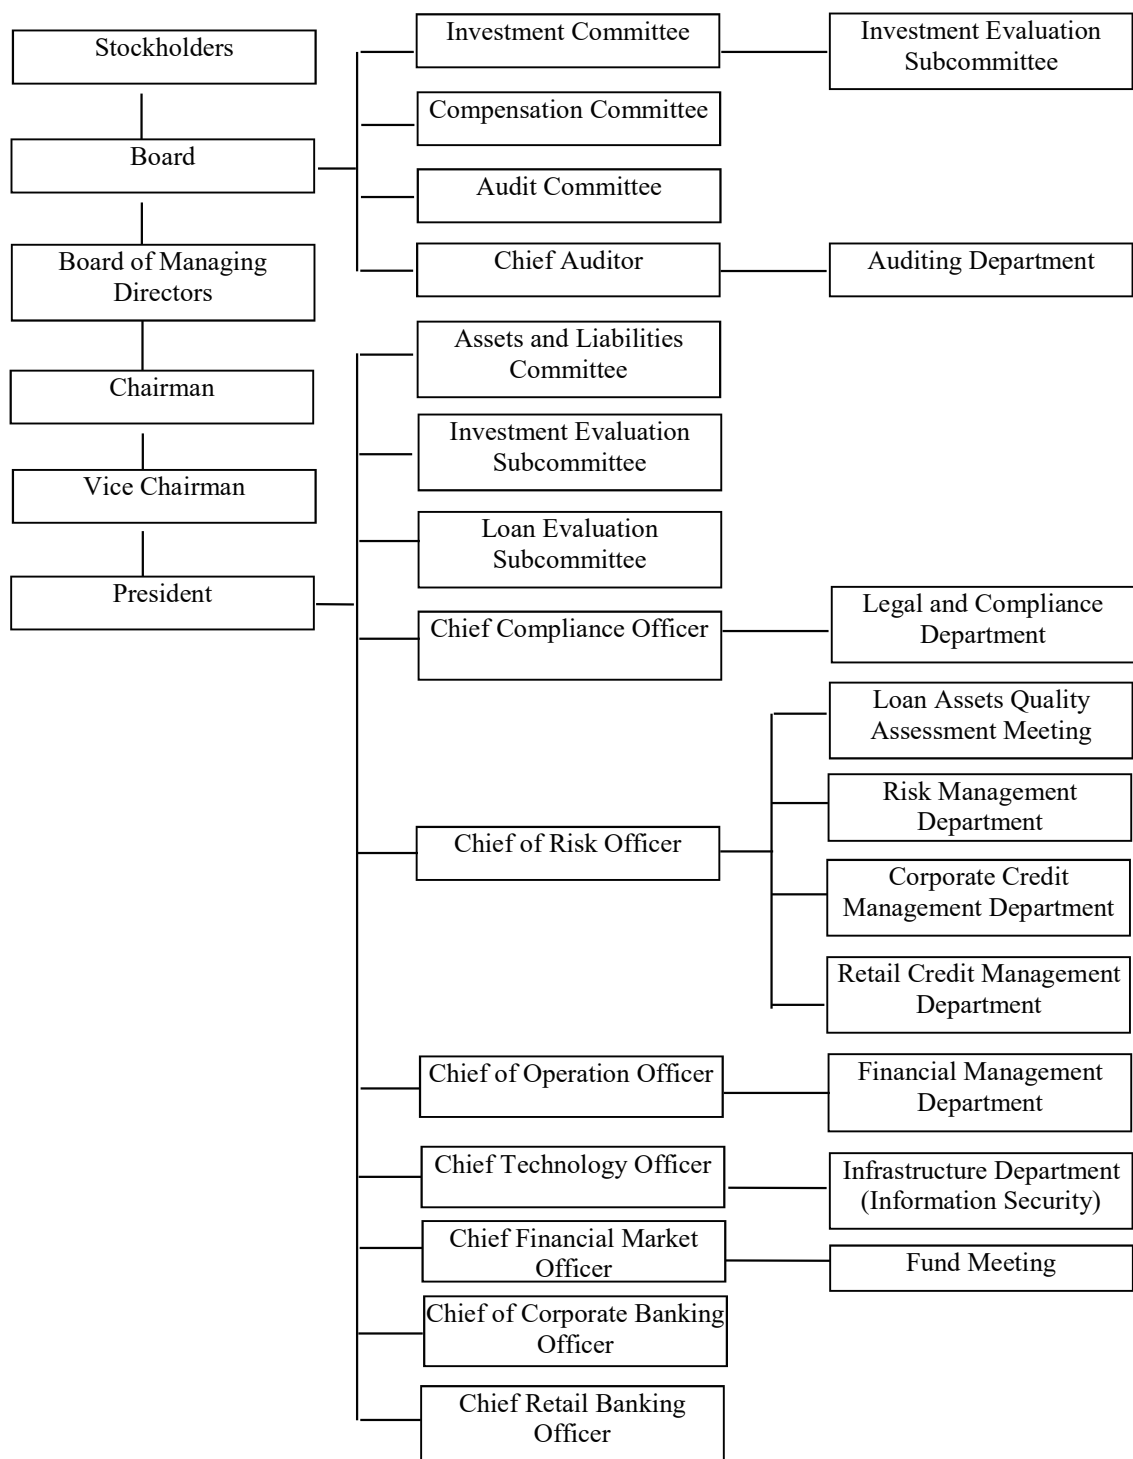 Stockholders
Board
Board of Managing
Directors
Chairman
Vice Chairman
President
Investment Committee
Compensation Committee
Audit Committee
Chief Auditor
Assets and Liabilities
Committee
Investment Evaluation
Subcommittee
Loan Evaluation
Subcommittee
Chief Compliance Officer
Chief of Risk Officer
Chief of Operation Officer
Chief Technology Officer
Chief Financial Market
Officer
Chief of Corporate Banking
Officer
Chief Retail Banking
Officer
Investment Evaluation
Subcommittee
Auditing Department
Legal and Compliance
Department
Loan Assets Quality
Assessment Meeting
Risk Management
Department
Corporate Credit
Management Department
Retail Credit Management
Department
Financial Management
Department
Infrastructure Department
(Information Security)
Fund Meeting